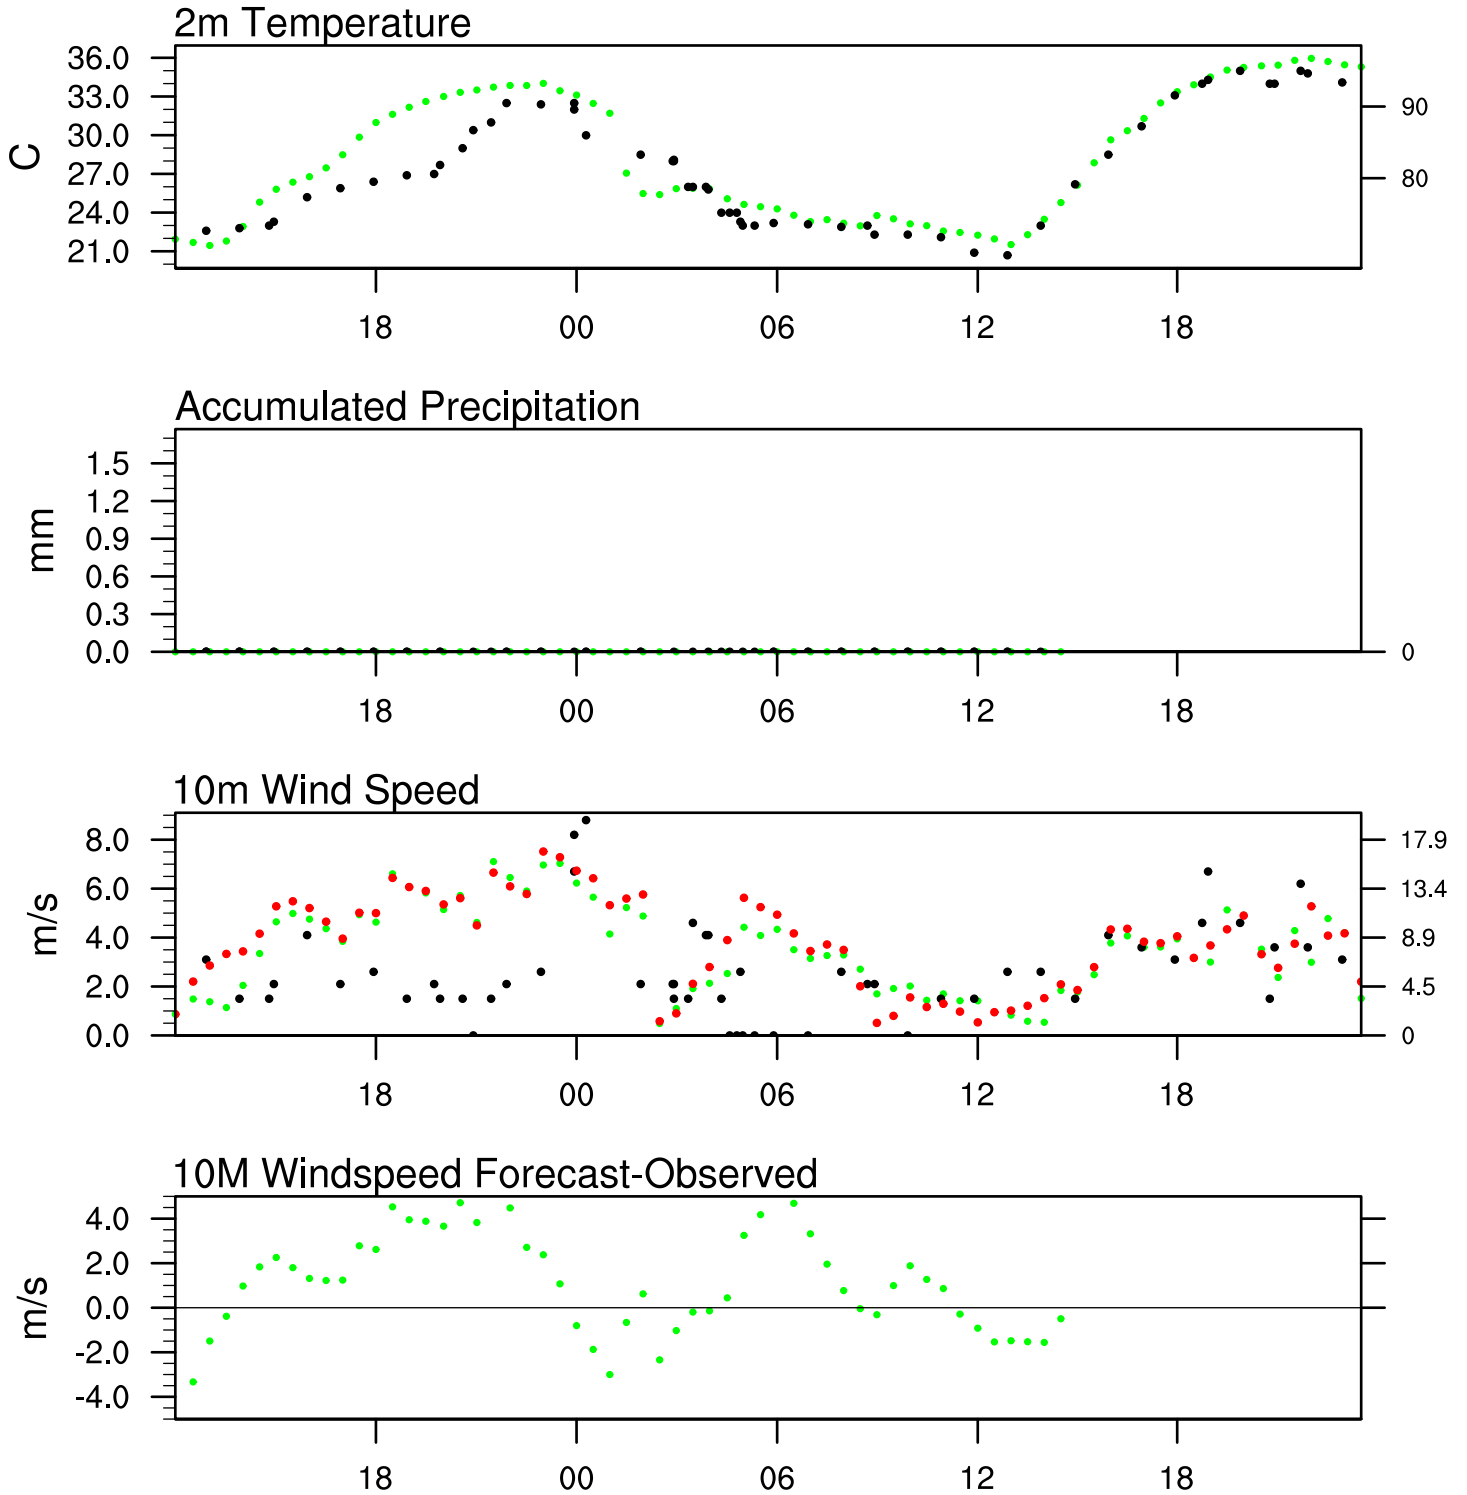 2m Temperature
36.0
33.0
30.0
27.0
24.0
21.0
C
90
80
18 00 06 12 18
Accumulated Precipitation
1.5
1.2
0.9
0.6
0.3
0.0
mm
0
18 00 06 12 18
10m Wind Speed
8.0
6.0
4.0
2.0
0.0
m/s
17.9
13.4
8.9
4.5
0
18 00 06 12 18
10M Windspeed Forecast-Observed
4.0
2.0
0.0
-2.0
-4.0
m/s
18 00 06 12 18